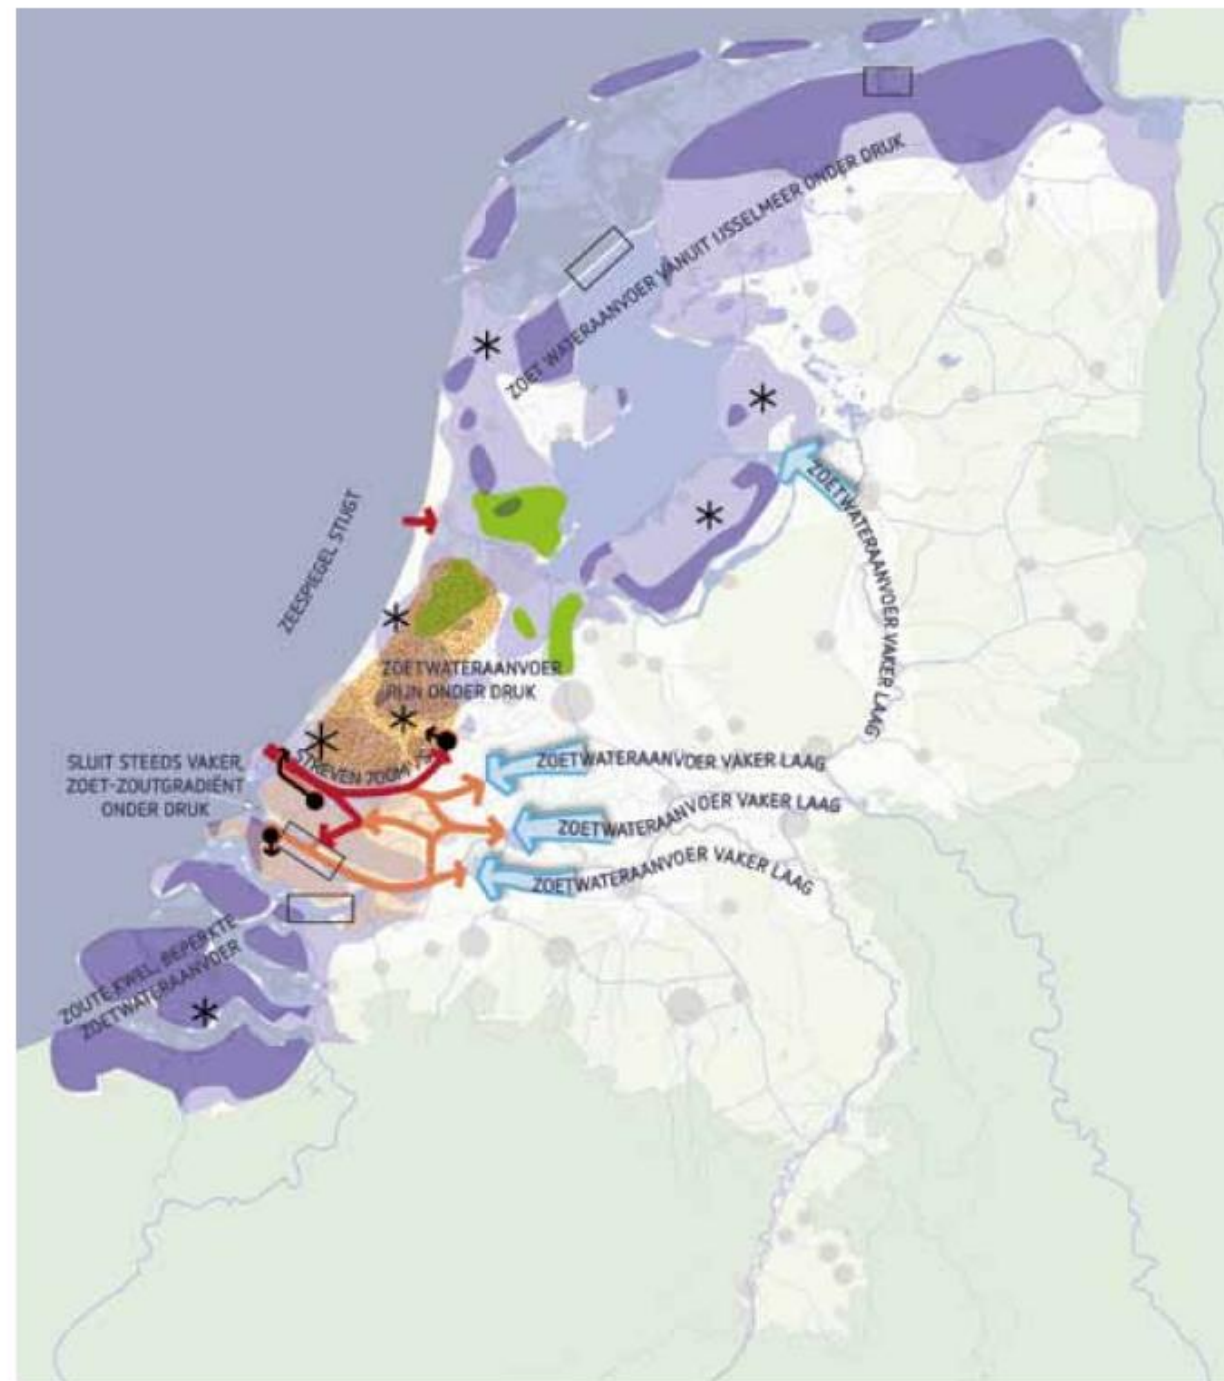 ZOET WATERAANVOER VANUIT IJSSELMEER ONDER DRUK
ZEESPIEGEL STIJGT
ZOETWATERAANVOER VAKER LAAG
ZOETWATERAANVOER
RIJN ONDER DRUK
SLUIT STEEDS VAKER,
ZOET-ZOUTGRADIËNT
ONDER DRUK
STREVEN 700M
ZOETWATERAANVOER VAKER LAAG
ZOETWATERAANVOER VAKER LAAG
ZOETWATERAANVOER VAKER LAAG
ZOUTE KWEL, BEPERKTE
ZOETWATERAANVOER